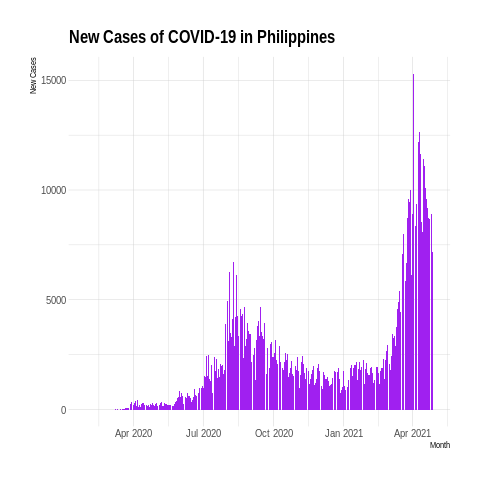 New Cases of COVID-19 in Philippines
New Cases
15000
10000
5000
0
Apr 2020 Jul 2020 Oct 2020 Jan 2021 Apr 2021
Month